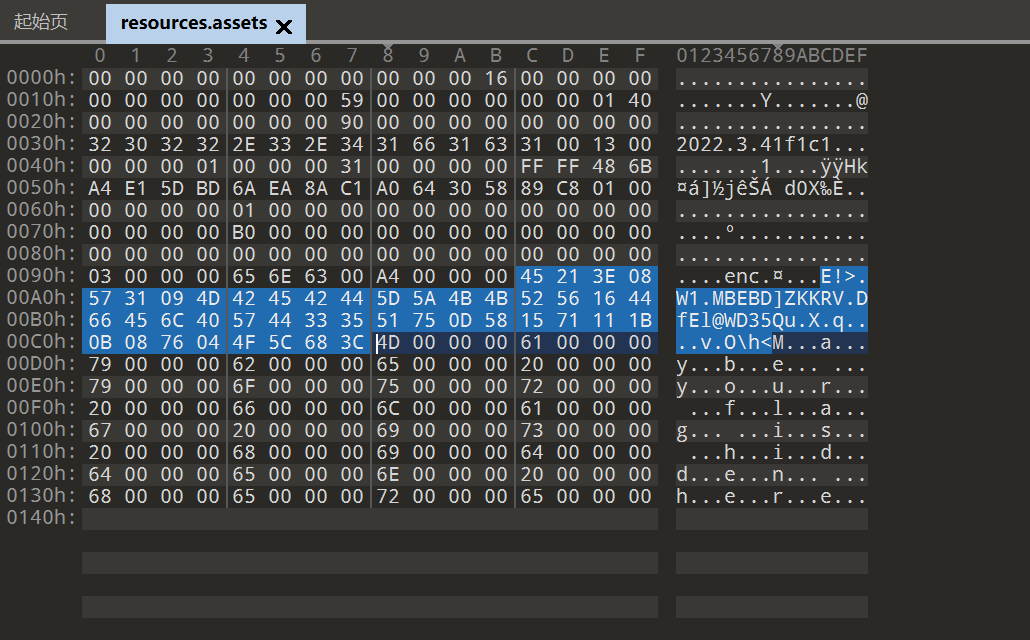 起始页 resources.assets ×
0 1 2 3 4 5 6 7 8 9 A B C D E F 0123456789ABCDEF
0000h: 00 00 00 00 00 00 00 00 00 00 00 16 00 00 00 00 ................
0010h: 00 00 00 00 00 00 00 59 00 00 00 00 00 00 01 40 .......Y.......@
0020h: 00 00 00 00 00 00 00 90 00 00 00 00 00 00 00 00 ................
0030h: 32 30 32 32 2E 33 2E 34 31 66 31 63 31 00 13 00 2022.3.41f1c1...
0040h: 00 00 00 01 00 00 00 31 00 00 00 00 FF FF 48 6B .......1....ÿÿHk
0050h: A4 E1 5D BD 6A EA 8A C1 A0 64 30 58 89 C8 01 00 ¤á]½jêŠÁ d0X‰È..
0060h: 00 00 00 00 01 00 00 00 00 00 00 00 00 00 00 00 ................
0070h: 00 00 00 00 B0 00 00 00 00 00 00 00 00 00 00 00 ....°...........
0080h: 00 00 00 00 00 00 00 00 00 00 00 00 00 00 00 00 ................
0090h: 03 00 00 00 65 6E 63 00 A4 00 00 00 45 21 3E 08 ....enc.¤...E!>.
00A0h: 57 31 09 4D 42 45 42 44 5D 5A 4B 4B 52 56 16 44 W1.MBEBD]ZKKRV.D
00B0h: 66 45 6C 40 57 44 33 35 51 75 0D 58 15 71 11 1B fEl@WD35Qu.X.q..
00C0h: 0B 08 76 04 4F 5C 68 3C 4D 00 00 00 61 00 00 00 ..v.O\h<M...a...
00D0h: 79 00 00 00 62 00 00 00 65 00 00 00 20 00 00 00 y...b...e... ...
00E0h: 79 00 00 00 6F 00 00 00 75 00 00 00 72 00 00 00 y...o...u...r...
00F0h: 20 00 00 00 66 00 00 00 6C 00 00 00 61 00 00 00  ...f...l...a...
0100h: 67 00 00 00 20 00 00 00 69 00 00 00 73 00 00 00 g... ...i...s...
0110h: 20 00 00 00 68 00 00 00 69 00 00 00 64 00 00 00  ...h...i...d...
0120h: 64 00 00 00 65 00 00 00 6E 00 00 00 20 00 00 00 d...e...n... ...
0130h: 68 00 00 00 65 00 00 00 72 00 00 00 65 00 00 00 h...e...r...e...
0140h: